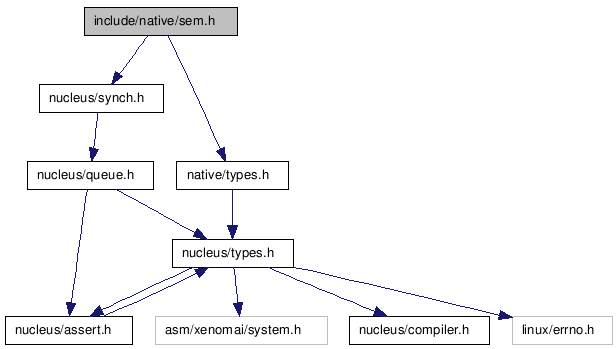 include/native/sem.h
nucleus/synch.h
nucleus/queue.h
native/types.h
nucleus/types.h
nucleus/assert.h
asm/xenomai/system.h
nucleus/compiler.h
linux/errno.h